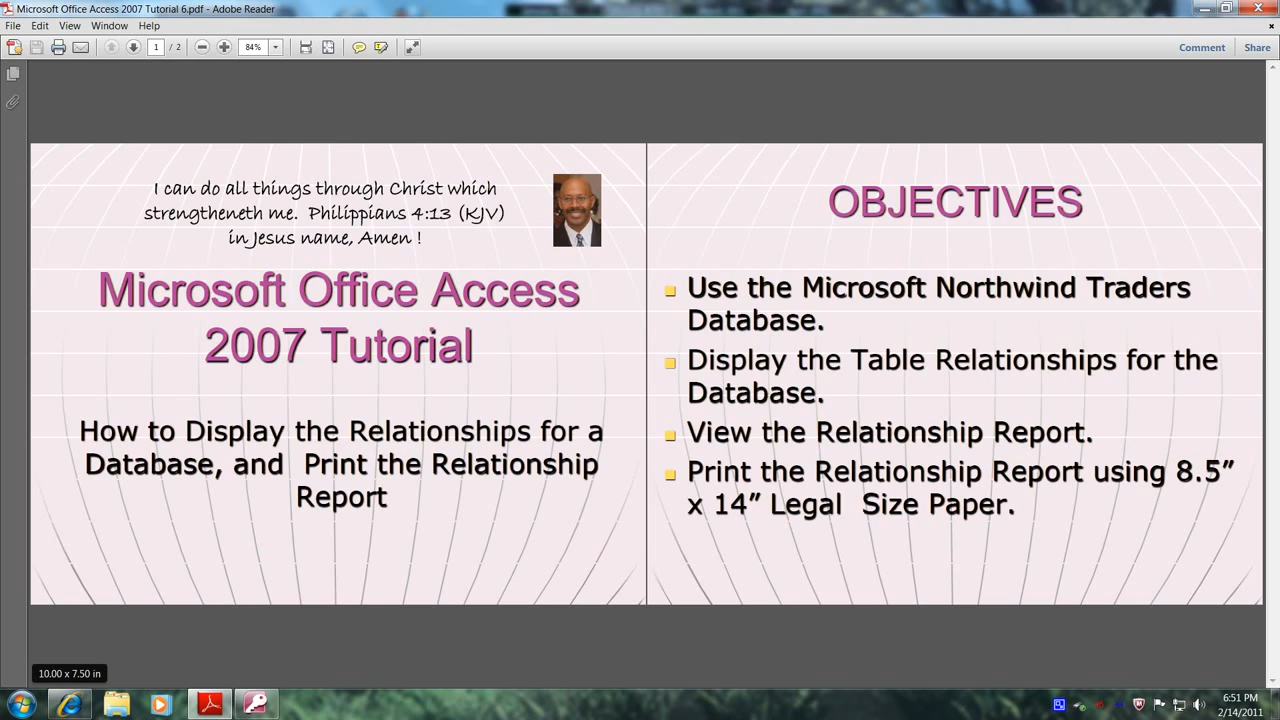 Microsoft Office Access 2007 Tutorial 6.pdf - Adobe Reader
File Edit View Window Help
1 / 2 84% Comment Share
I can do all things through Christ which
strengtheneth me. Philippians 4:13 (KJV)
in Jesus name, Amen !
Microsoft Office Access
2007 Tutorial
How to Display the Relationships for a
Database, and Print the Relationship
Report
OBJECTIVES
Use the Microsoft Northwind Traders
Database.
Display the Table Relationships for the
Database.
View the Relationship Report.
Print the Relationship Report using 8.5”
x 14” Legal Size Paper.
10.00 x 7.50 in
6:51 PM
2/14/2011